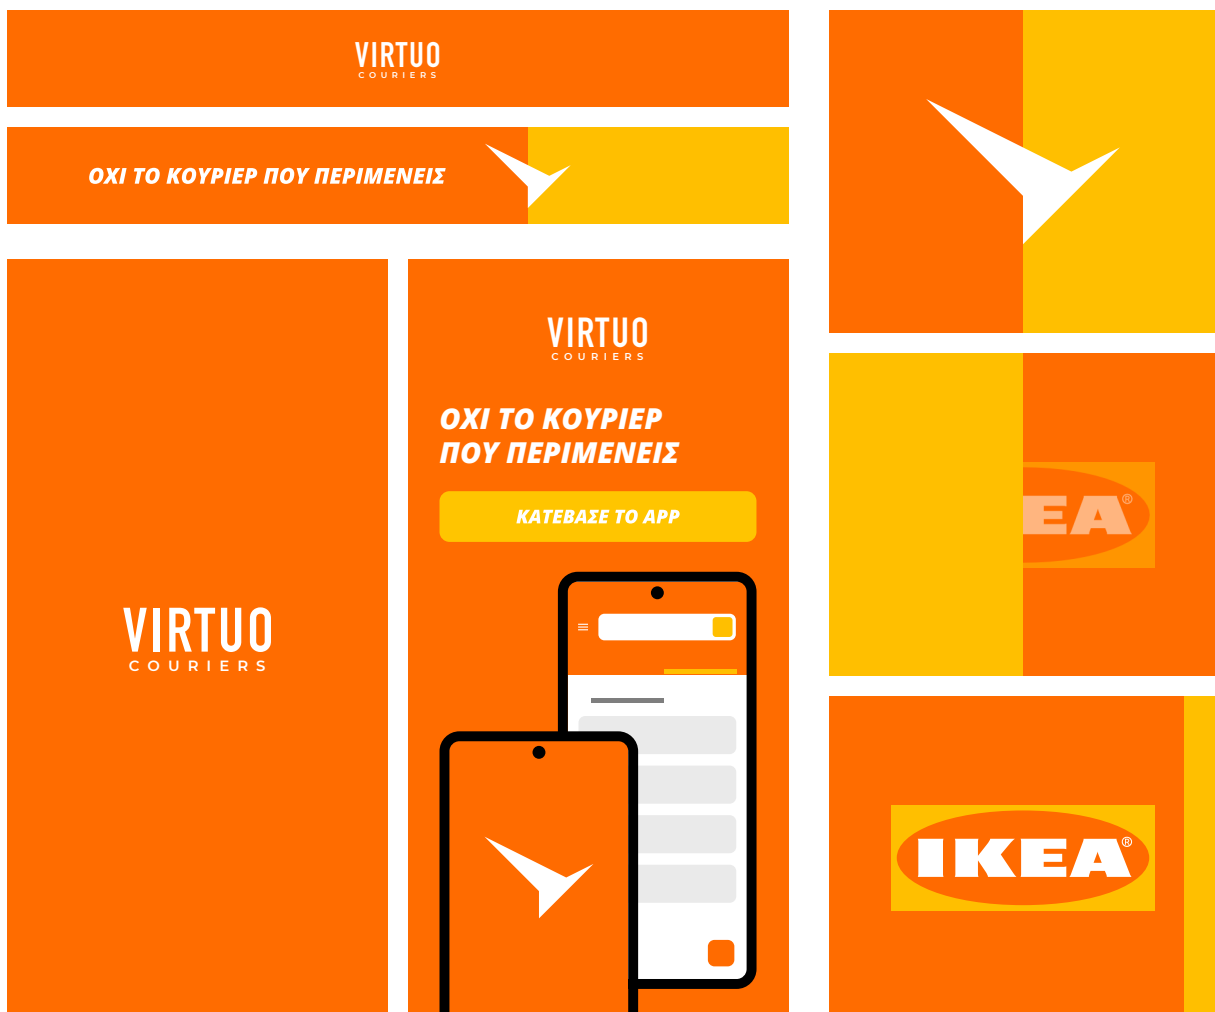 VIRTUO
COURIERS
ΟΧΙ ΤΟ ΚΟΥΡΙΕΡ ΠΟΥ ΠΕΡΙΜΕΝΕΙΣ
VIRTUO
COURIERS
VIRTUO
COURIERS
ΟΧΙ ΤΟ ΚΟΥΡΙΕΡ
ΠΟΥ ΠΕΡΙΜΕΝΕΙΣ
ΚΑΤΕΒΑΣΕ ΤΟ APP
EA®
IKEA®